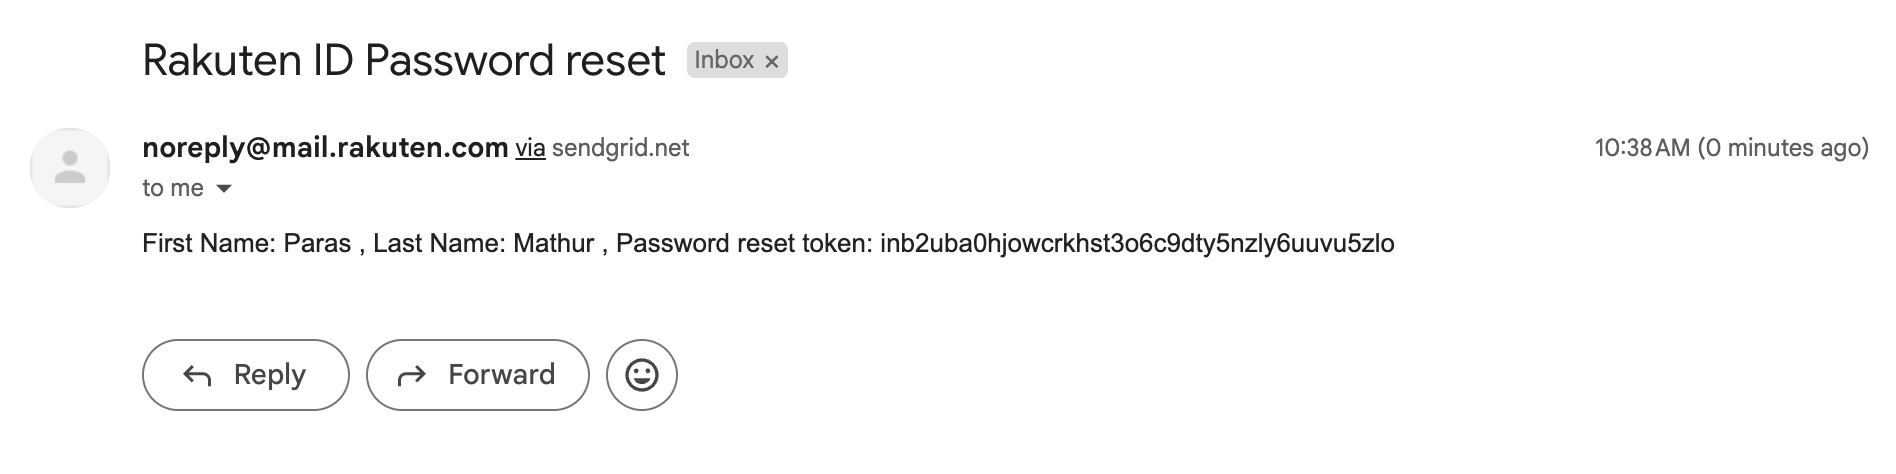 Rakuten ID Password reset Inbox ×
noreply@mail.rakuten.com via sendgrid.net 10:38 AM (0 minutes ago)
to me
First Name: Paras , Last Name: Mathur , Password reset token: inb2uba0hjowcrkhst3o6c9dty5nzly6uuvu5zlo
Reply Forward